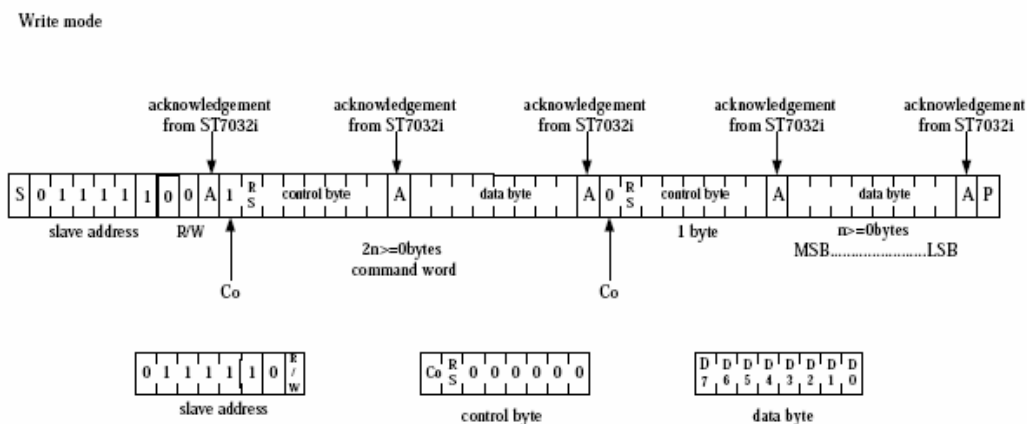 Write mode
acknowledgement from ST7032i
acknowledgement from ST7032i
acknowledgement from ST7032i
acknowledgement from ST7032i
acknowledgement from ST7032i
S 0 1 1 1 1 1 0 0 A 1 RS control byte A data byte A 0 RS control byte A data byte A P
slave address R/W 1 byte n>=0bytes
2n>=0bytes MSB........................LSB
command word
Co Co
0 1 1 1 1 1 0 R/W
slave address
Co RS 0 0 0 0 0 0
control byte
D7 D6 D5 D4 D3 D2 D1 D0
data byte